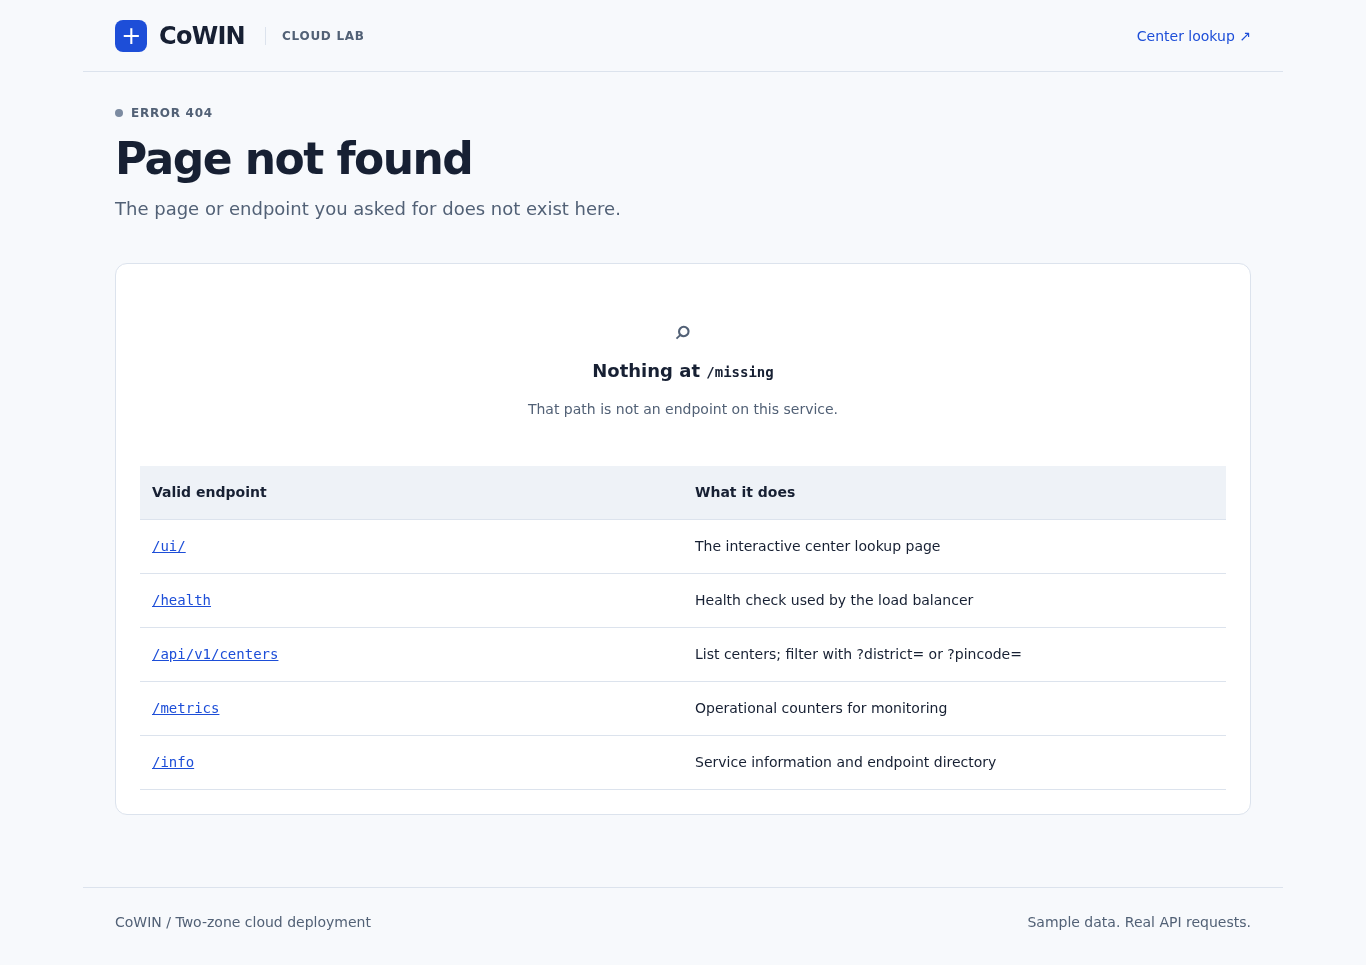 CoWIN
CLOUD LAB
Center lookup ↗
ERROR 404
Page not found
The page or endpoint you asked for does not exist here.
Nothing at /missing
That path is not an endpoint on this service.
Valid endpoint What it does
/ui/ The interactive center lookup page
/health Health check used by the load balancer
/api/v1/centers List centers; filter with ?district= or ?pincode=
/metrics Operational counters for monitoring
/info Service information and endpoint directory
CoWIN / Two-zone cloud deployment
Sample data. Real API requests.